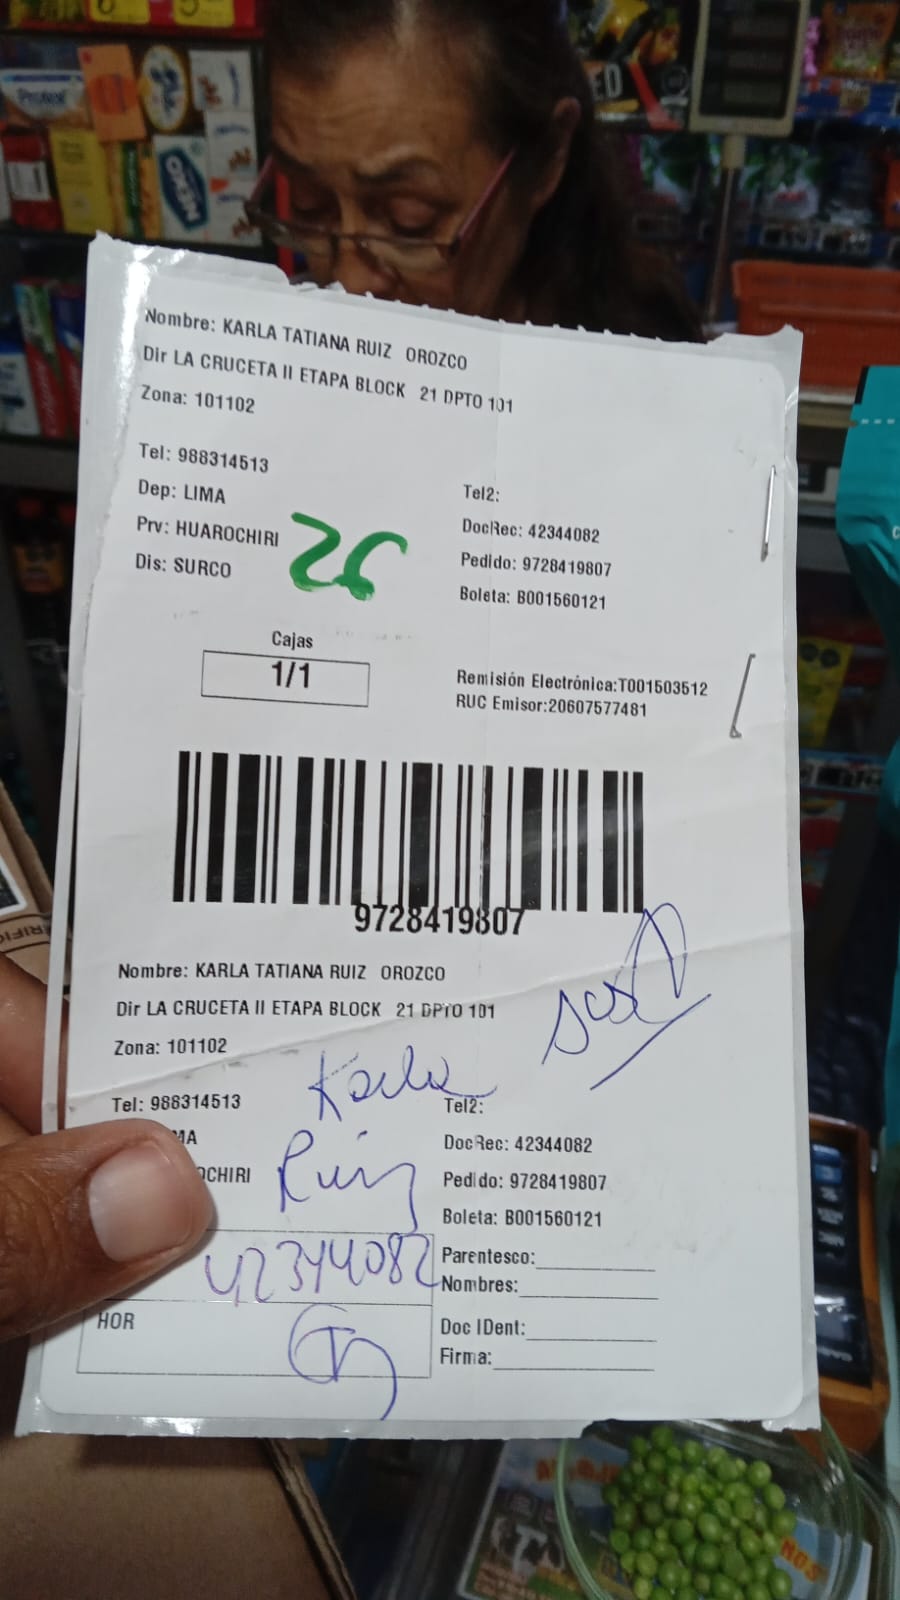 Nombre: KARLA TATIANA RUIZ OROZCO
Dir LA CRUCETA II ETAPA BLOCK 21 DPTO 101
Zona: 101102
Tel: 988314513
Dep: LIMA
Prv: HUAROCHIRI
Dis: SURCO
26
Tel2:
DocRec: 42344082
Pedido: 9728419807
Boleta: B001560121
Cajas
1/1
Remisión Electrónica:T001503512
RUC Emisor:20607577481
9728419807
Nombre: KARLA TATIANA RUIZ OROZCO
Dir LA CRUCETA II ETAPA BLOCK 21 DPTO 101
Zona: 101102
Karla
Tel: 988314513
MA
OCHIRI
Ruiz
Tel2:
DocRec: 42344082
Pedido: 9728419807
Boleta: B001560121
42344082
HOR
Parentesco:
Nombres:
Doc IDent:
Firma: